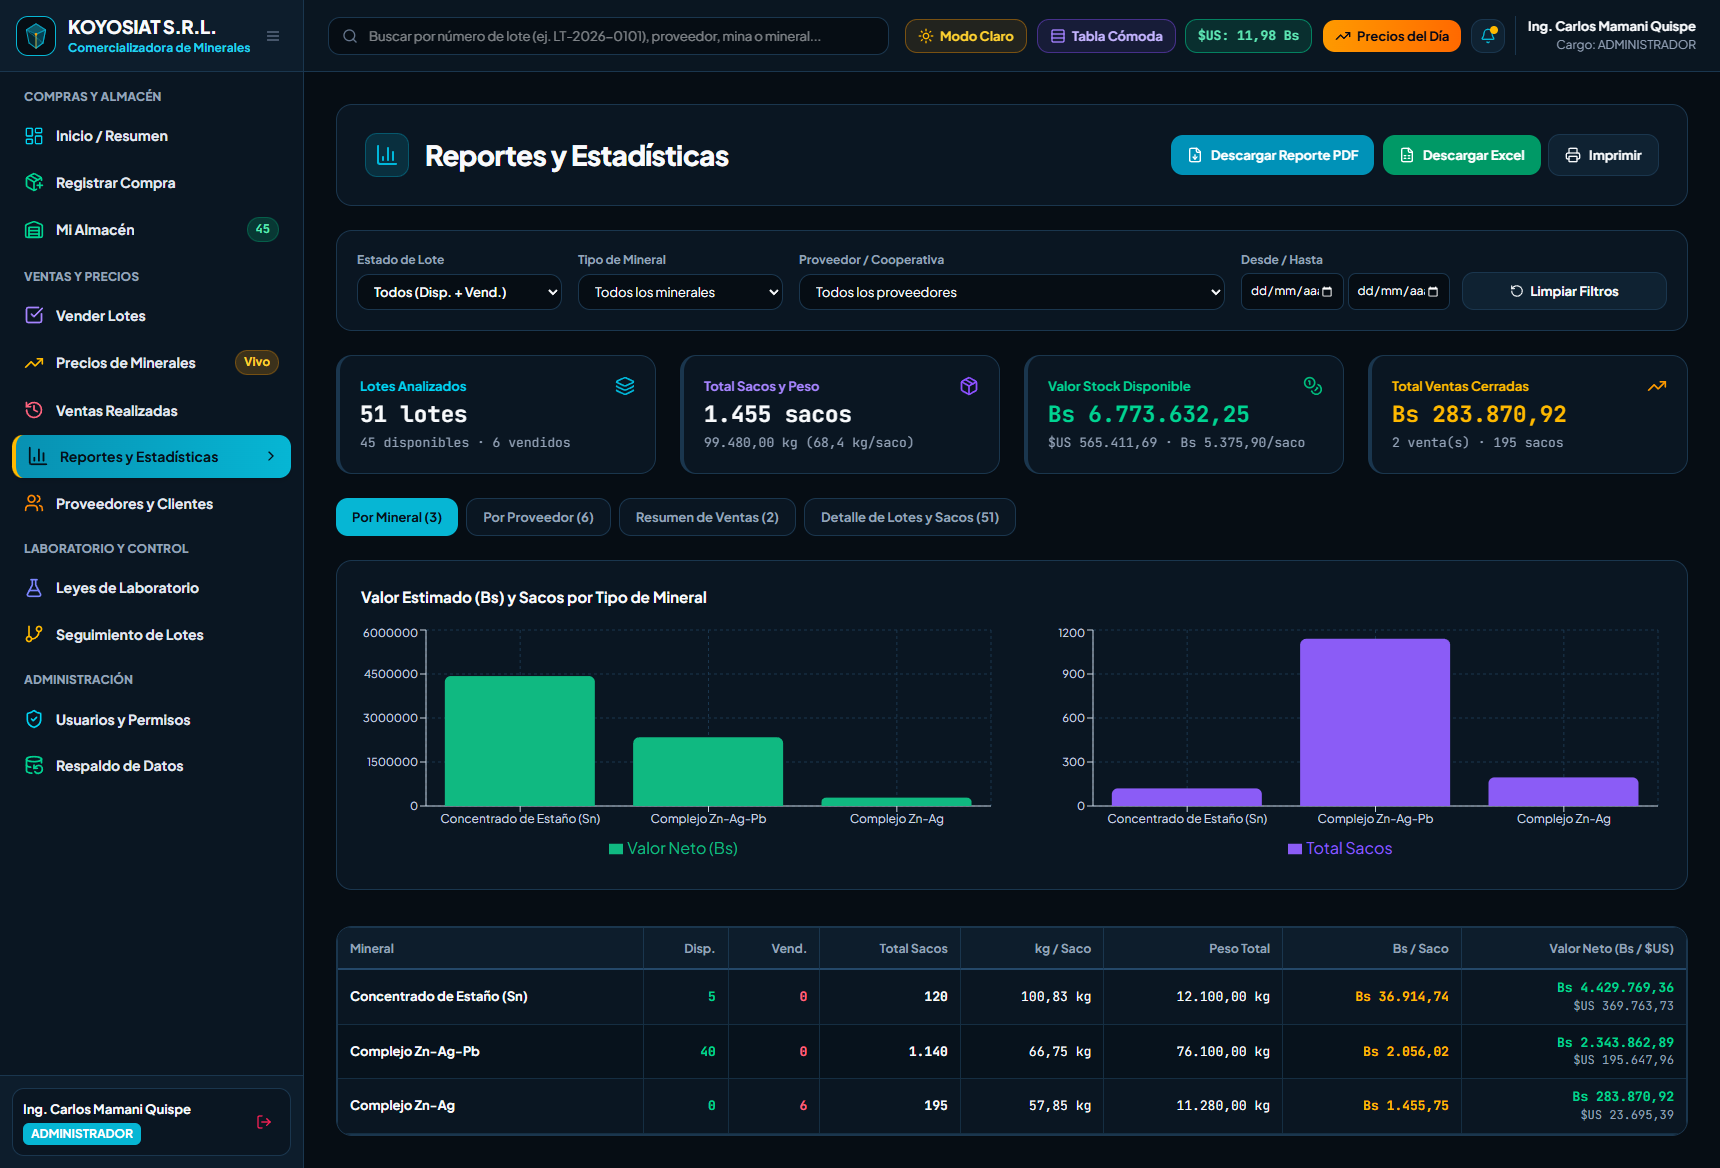 KOYOSIAT S.R.L.
Comercializadora de Minerales
Buscar por número de lote (ej. LT-2026-0101), proveedor, mina o mineral...
Modo Claro
Tabla Cómoda
$US: 11,98 Bs
Precios del Día
Ing. Carlos Mamani Quispe
Cargo: ADMINISTRADOR
COMPRAS Y ALMACÉN
Inicio / Resumen
Registrar Compra
Mi Almacén 45
VENTAS Y PRECIOS
Vender Lotes
Precios de Minerales Vivo
Ventas Realizadas
Reportes y Estadísticas
Proveedores y Clientes
LABORATORIO Y CONTROL
Leyes de Laboratorio
Seguimiento de Lotes
ADMINISTRACIÓN
Usuarios y Permisos
Respaldo de Datos
Ing. Carlos Mamani Quispe
ADMINISTRADOR
Reportes y Estadísticas
Descargar Reporte PDF
Descargar Excel
Imprimir
Estado de Lote
Tipo de Mineral
Proveedor / Cooperativa
Desde / Hasta
Todos (Disp. + Vend.)
Todos los minerales
Todos los proveedores
dd/mm/aa
dd/mm/aa
Limpiar Filtros
Lotes Analizados
51 lotes
45 disponibles · 6 vendidos
Total Sacos y Peso
1.455 sacos
99.480,00 kg (68,4 kg/saco)
Valor Stock Disponible
Bs 6.773.632,25
$US 565.411,69 · Bs 5.375,90/saco
Total Ventas Cerradas
Bs 283.870,92
2 venta(s) · 195 sacos
Por Mineral (3)
Por Proveedor (6)
Resumen de Ventas (2)
Detalle de Lotes y Sacos (51)
Valor Estimado (Bs) y Sacos por Tipo de Mineral
6000000
4500000
3000000
1500000
0
Concentrado de Estaño (Sn) Complejo Zn-Ag-Pb Complejo Zn-Ag
Valor Neto (Bs)
1200
900
600
300
0
Concentrado de Estaño (Sn) Complejo Zn-Ag-Pb Complejo Zn-Ag
Total Sacos
Mineral Disp. Vend. Total Sacos kg / Saco Peso Total Bs / Saco Valor Neto (Bs / $US)
Concentrado de Estaño (Sn) 5 0 120 100,83 kg 12.100,00 kg Bs 36.914,74 Bs 4.429.769,36
$US 369.763,73
Complejo Zn-Ag-Pb 40 0 1.140 66,75 kg 76.100,00 kg Bs 2.056,02 Bs 2.343.862,89
$US 195.647,96
Complejo Zn-Ag 0 6 195 57,85 kg 11.280,00 kg Bs 1.455,75 Bs 283.870,92
$US 23.695,39